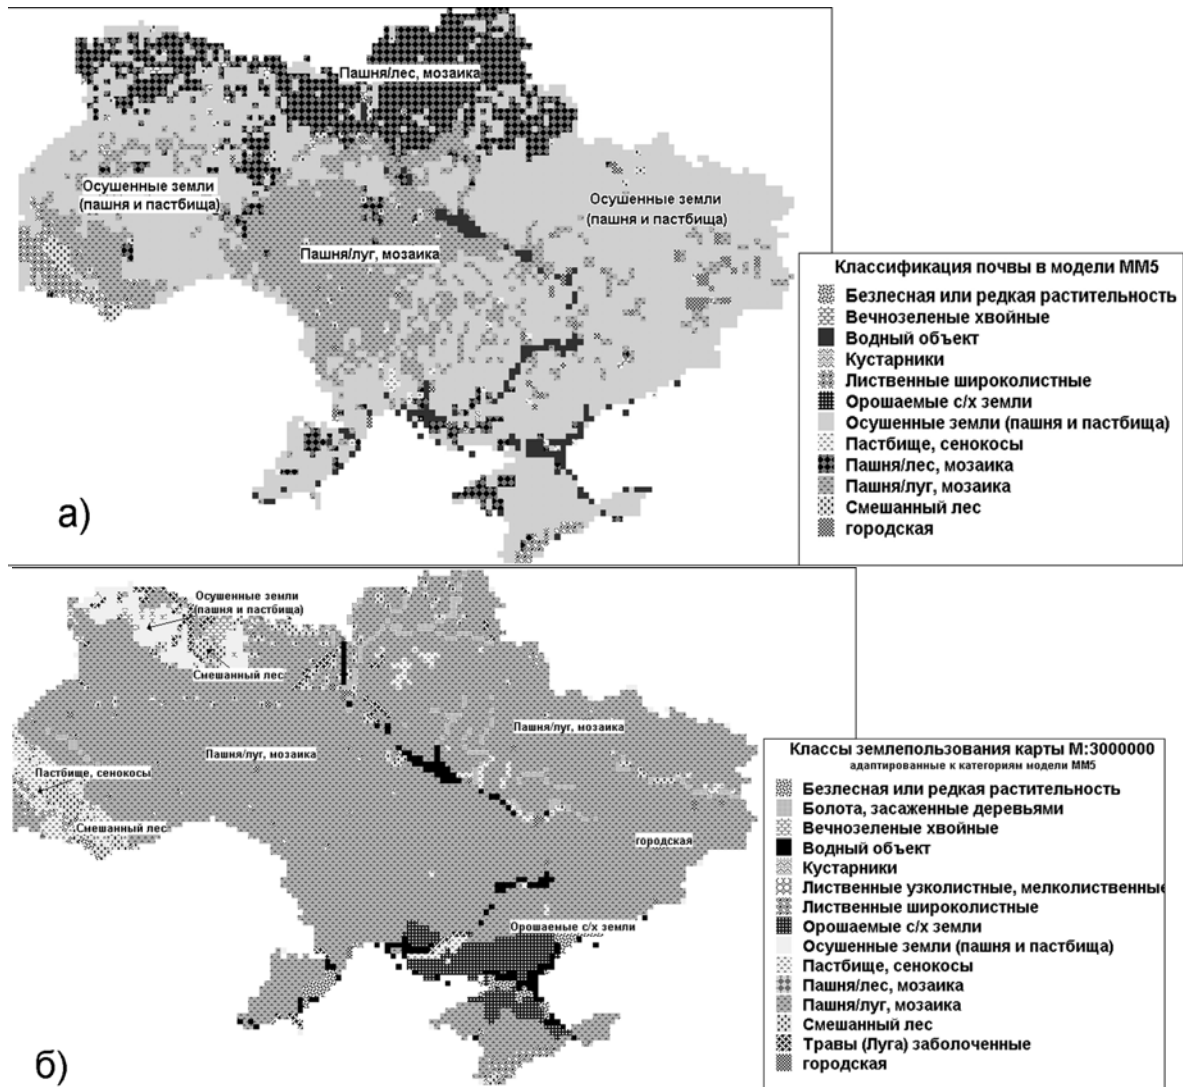 Пашня/лес, мозаика
Осушенные земли
(пашня и пастбища)
Осушенные земли
(пашня и пастбища)
Пашня/луг, мозаика
Классификация почвы в модели MM5
Безлесная или редкая растительность
Вечнозеленые хвойные
Водный объект
Кустарники
Лиственные широколистные
Орошаемые с/х земли
Осушенные земли (пашня и пастбища)
Пастбище, сенокосы
Пашня/лес, мозаика
Пашня/луг, мозаика
Смешанный лес
городская
а)
Осушенные земли
(пашня и пастбища)
Смешанный лес
Пашня/луг, мозаика
Пашня/луг, мозаика
Пастбище, сенокосы
Смешанный лес
городская
Орошаемые с/х земли
Классы землепользования карты М:3000000
адаптированные к категориям модели MM5
Безлесная или редкая растительность
Болота, засаженные деревьями
Вечнозеленые хвойные
Водный объект
Кустарники
Лиственные узколистные, мелколиственные
Лиственные широколистные
Орошаемые с/х земли
Осушенные земли (пашня и пастбища)
Пастбище, сенокосы
Пашня/лес, мозаика
Пашня/луг, мозаика
Смешанный лес
Травы (Луга) заболоченные
городская
б)